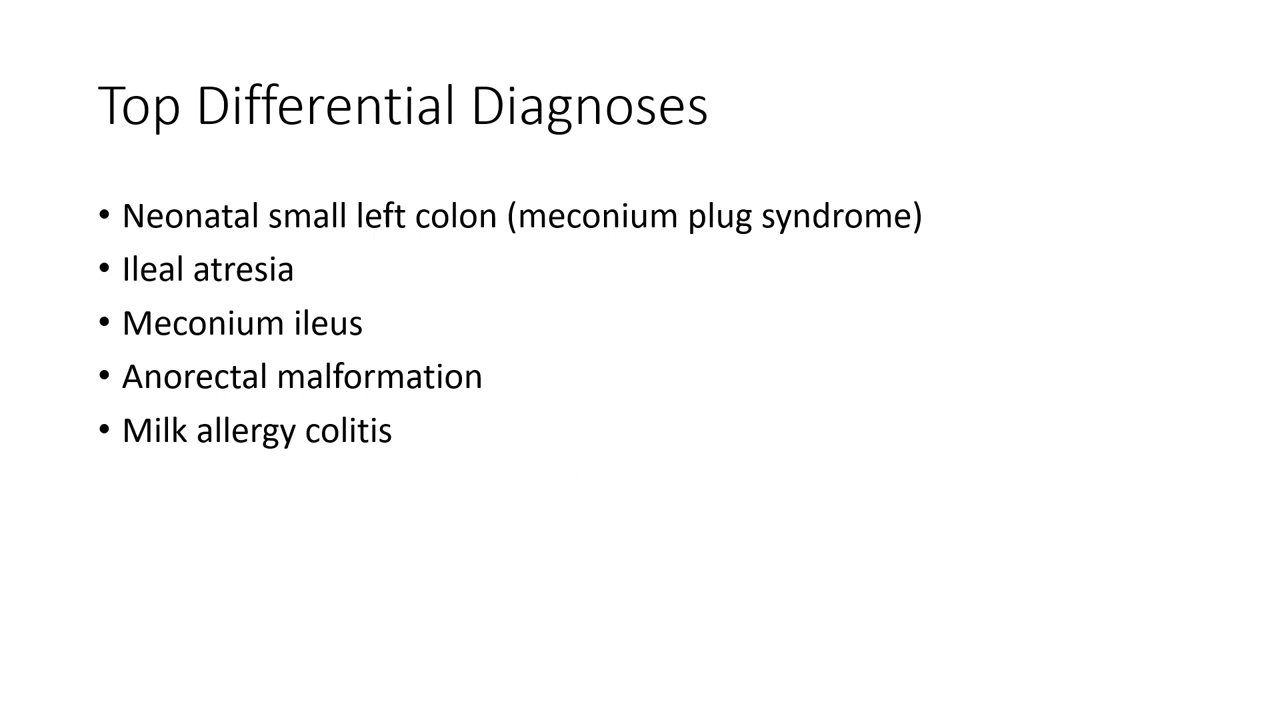 Top Differential Diagnoses
• Neonatal small left colon (meconium plug syndrome)
• Ileal atresia
• Meconium ileus
• Anorectal malformation
• Milk allergy colitis